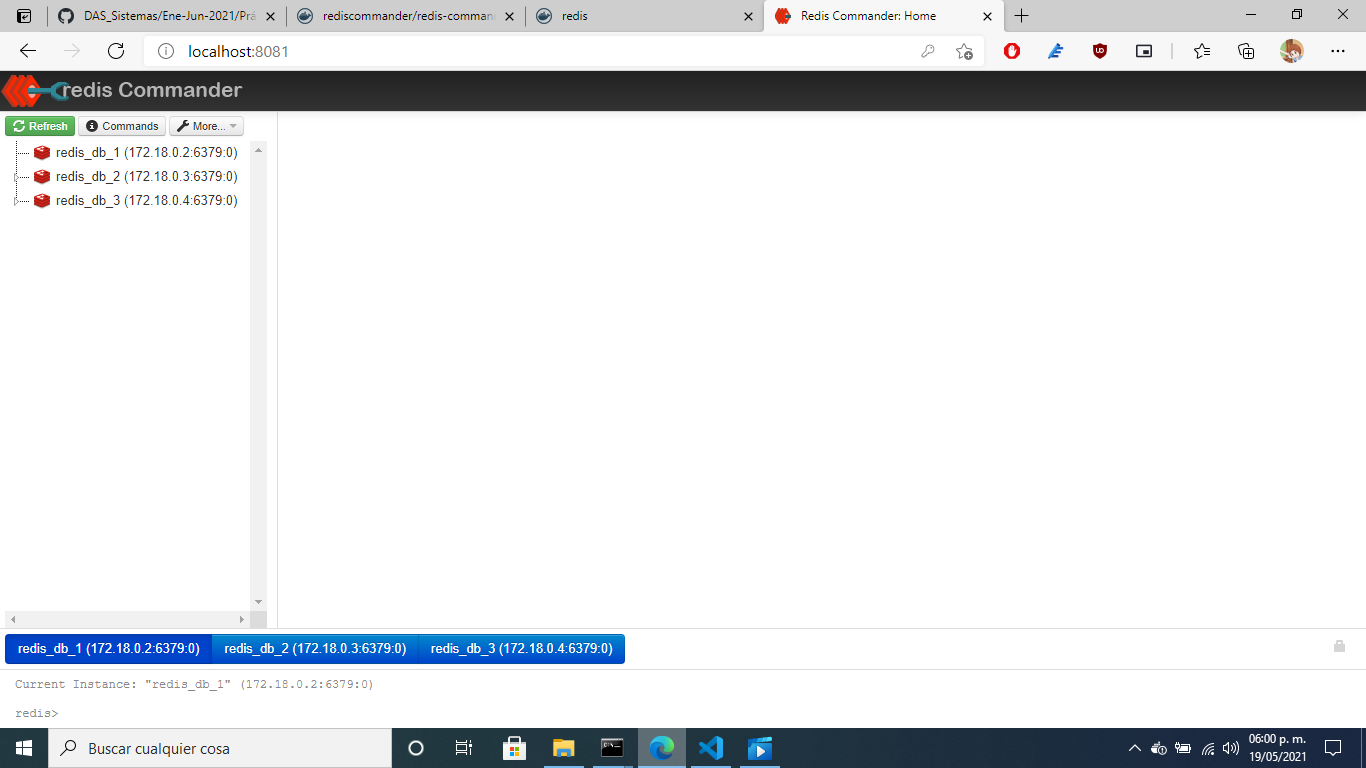 DAS_Sistemas/Ene-Jun-2021/Prá
rediscommander/redis-comman
redis
Redis Commander: Home
localhost:8081
redis Commander
Refresh
Commands
More...
redis_db_1 (172.18.0.2:6379:0)
redis_db_2 (172.18.0.3:6379:0)
redis_db_3 (172.18.0.4:6379:0)
redis_db_1 (172.18.0.2:6379:0)
redis_db_2 (172.18.0.3:6379:0)
redis_db_3 (172.18.0.4:6379:0)
Current Instance: "redis_db_1" (172.18.0.2:6379:0)
redis>
Buscar cualquier cosa
06:00 p. m.
19/05/2021